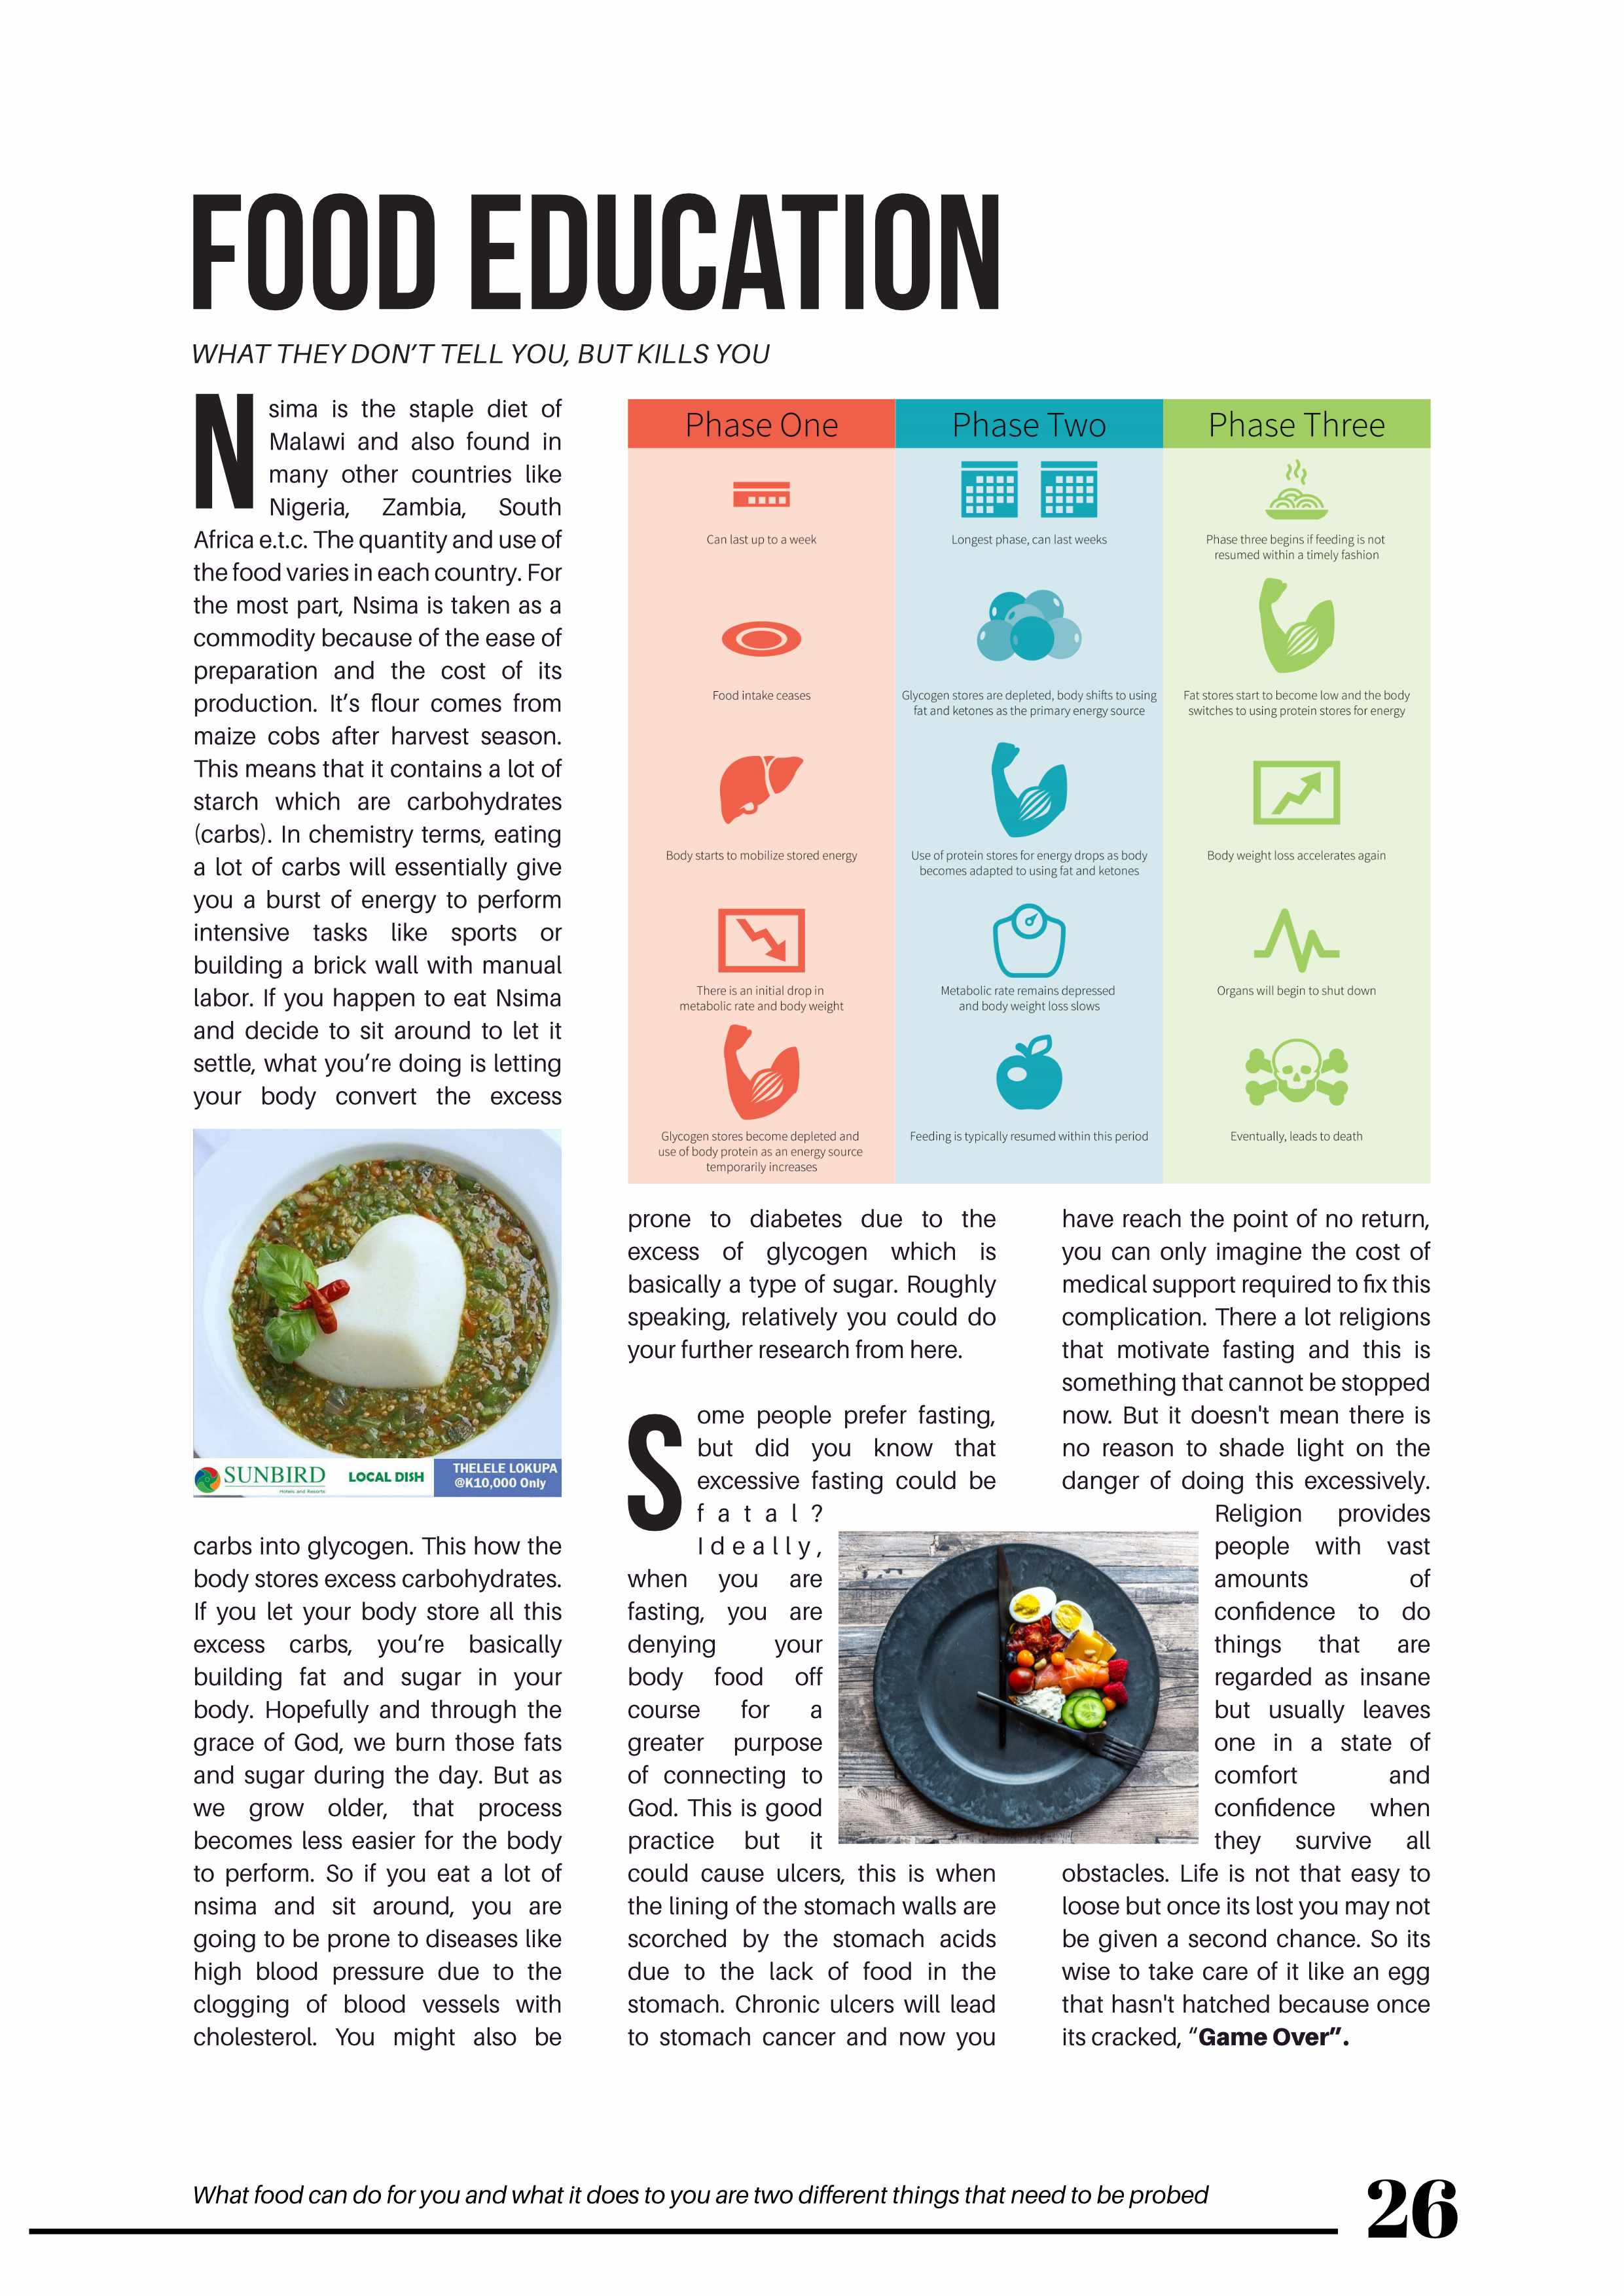 FOOD EDUCATION
WHAT THEY DON'T TELL YOU, BUT KILLS YOU
Nsima is the staple diet of
Malawi and also found in
many other countries like
Nigeria, Zambia, South
Africa e.t.c. The quantity and use of
the food varies in each country. For
the most part, Nsima is taken as a
commodity because of the ease of
preparation and the cost of its
production. It's flour comes from
maize cobs after harvest season.
This means that it contains a lot of
starch which are carbohydrates
(carbs). In chemistry terms, eating
a lot of carbs will essentially give
you a burst of energy to perform
intensive tasks like sports or
building a brick wall with manual
labor. If you happen to eat Nsima
and decide to sit around to let it
settle, what you're doing is letting
your body convert the excess
SUNBIRD
Hotels and Resorts
LOCAL DISH
THELELE LOKUPA
@K10,000 Only
carbs into glycogen. This how the
body stores excess carbohydrates.
If you let your body store all this
excess carbs, you're basically
building fat and sugar in your
body. Hopefully and through the
grace of God, we burn those fats
and sugar during the day. But as
we grow older, that process
becomes less easier for the body
to perform. So if you eat a lot of
nsima and sit around, you are
going to be prone to diseases like
high blood pressure due to the
clogging of blood vessels with
cholesterol. You might also be
Phase One
Can last up to a week
Food intake ceases
Body starts to mobilize stored energy
There is an initial drop in
metabolic rate and body weight
Glycogen stores become depleted and
use of body protein as an energy source
temporarily increases
Phase Two
Longest phase, can last weeks
Glycogen stores are depleted, body shifts to using
fat and ketones as the primary energy source
Use of protein stores for energy drops as body
becomes adapted to using fat and ketones
Metabolic rate remains depressed
and body weight loss slows
Feeding is typically resumed within this period
Phase Three
Phase three begins if feeding is not
resumed within a timely fashion
Fat stores start to become low and the body
switches to using protein stores for energy
Body weight loss accelerates again
Organs will begin to shut down
Eventually, leads to death
prone to diabetes due to the
excess of glycogen which is
basically a type of sugar. Roughly
speaking, relatively you could do
your further research from here.
Some people prefer fasting,
but did you know that
excessive fasting could be
fatal?
Ideally,
when you are
fasting, you are
denying your
body food off
course for a
greater purpose
of connecting to
God. This is good
practice but it
could cause ulcers, this is when
the lining of the stomach walls are
scorched by the stomach acids
due to the lack of food in the
stomach. Chronic ulcers will lead
to stomach cancer and now you
have reach the point of no return,
you can only imagine the cost of
medical support required to fix this
complication. There a lot religions
that motivate fasting and this is
something that cannot be stopped
now. But it doesn't mean there is
no reason to shade light on the
danger of doing this excessively.
Religion provides
people with vast
amounts of
confidence to do
things that are
regarded as insane
but usually leaves
one in a state of
comfort and
confidence when
they survive all
obstacles. Life is not that easy to
loose but once its lost you may not
be given a second chance. So its
wise to take care of it like an egg
that hasn't hatched because once
its cracked, "Game Over".
What food can do for you and what it does to you are two different things that need to be probed
26